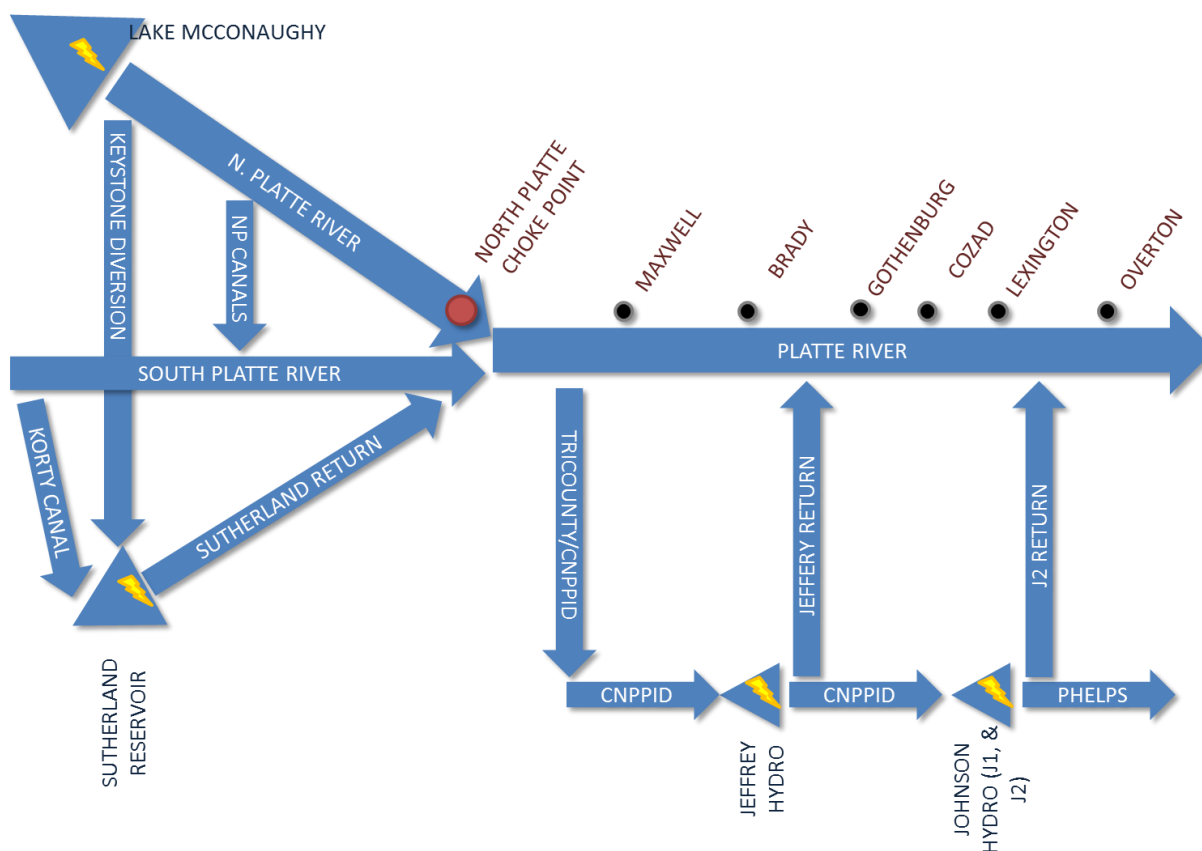 LAKE MCCONAUGHY
KEYSTONE DIVERSION
N. PLATTE RIVER
NP CANALS
NORTH PLATTE
CHOKE POINT
MAXWELL
BRADY
GOTHENBURG
COZAD
LEXINGTON
OVERTON
SOUTH PLATTE RIVER
PLATTE RIVER
KORTY CANAL
SUTHERLAND RETURN
TRICOUNTY/CNPPID
JEFFERY RETURN
J2 RETURN
SUTHERLAND
RESERVOIR
CNPPID
CNPPID
PHELPS
JEFFREY
HYDRO
JOHNSON
HYDRO (J1, &
J2)